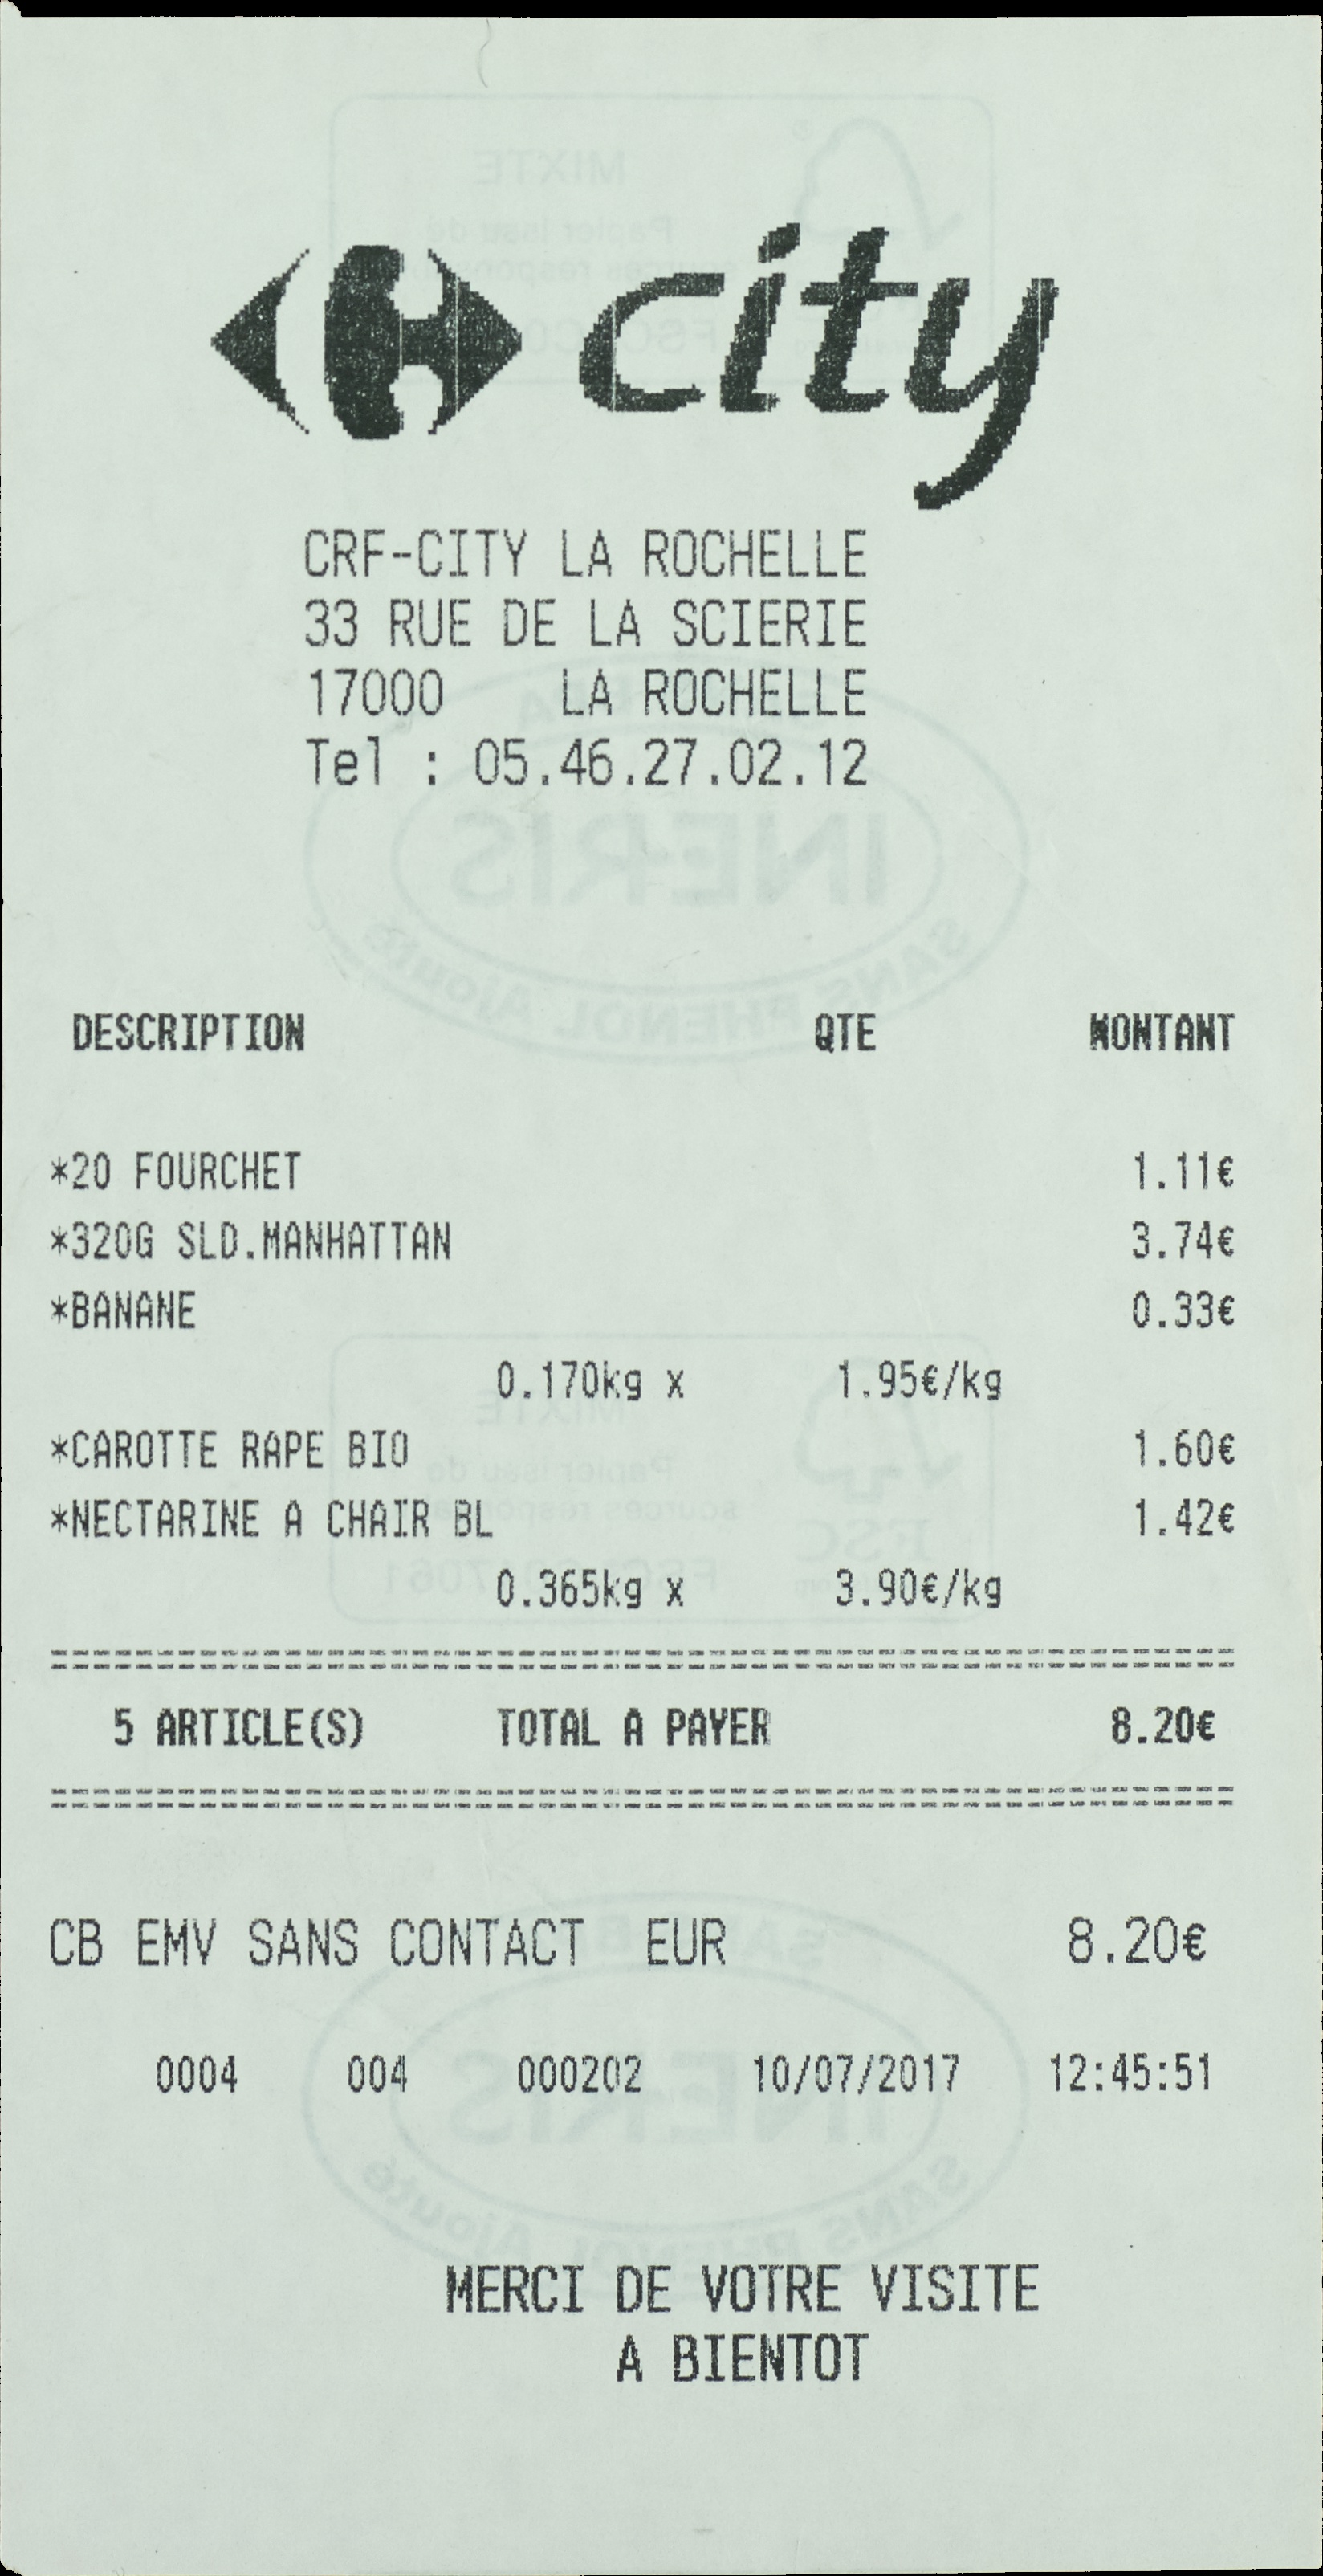 city
CRF-CITY LA ROCHELLE
33 RUE DE LA SCIERIE
17000 LA ROCHELLE
Tel : 05.46.27.02.12
DESCRIPTION QTE MONTANT
*20 FOURCHET 1.11€
*320G SLD.MANHATTAN 3.74€
*BANANE 0.33€
0.170kg x 1.95€/kg
*CAROTTE RAPE BIO 1.60€
*NECTARINE A CHAIR BL 1.42€
0.365kg x 3.90€/kg
========================================================
5 ARTICLE(S) TOTAL A PAYER 8.20€
========================================================
CB EMV SANS CONTACT EUR 8.20€
0004 004 000202 10/07/2017 12:45:51
MERCI DE VOTRE VISITE
A BIENTOT